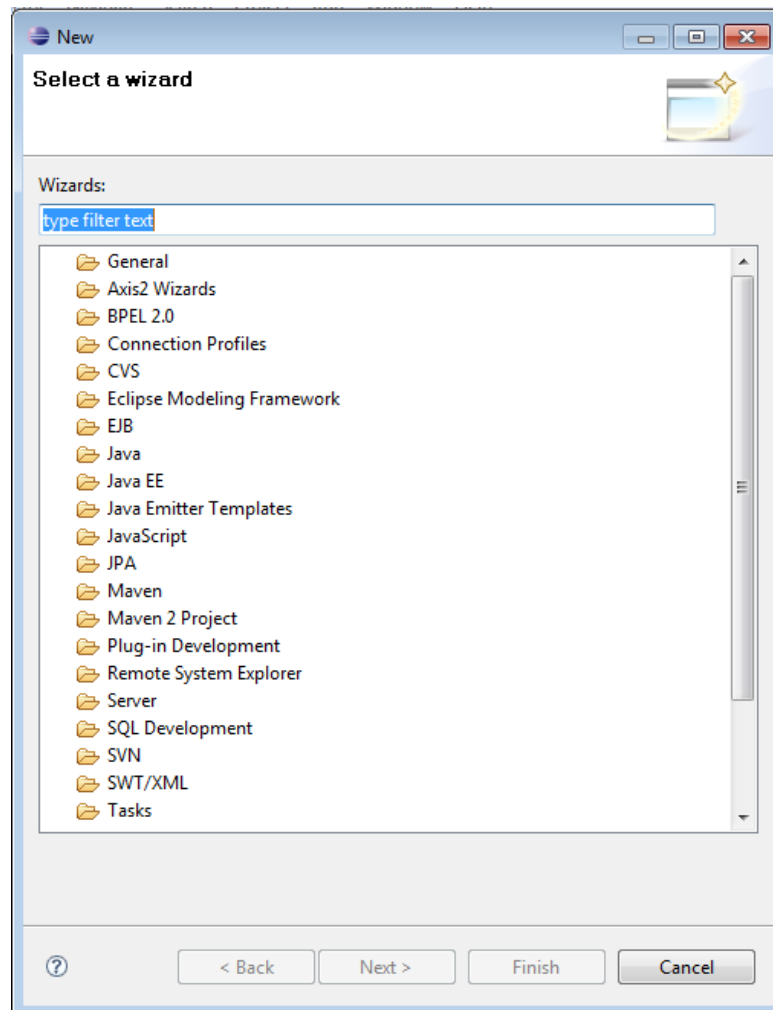 New
Select a wizard
Wizards:
type filter text
General
Axis2 Wizards
BPEL 2.0
Connection Profiles
CVS
Eclipse Modeling Framework
EJB
Java
Java EE
Java Emitter Templates
JavaScript
JPA
Maven
Maven 2 Project
Plug-in Development
Remote System Explorer
Server
SQL Development
SVN
SWT/XML
Tasks
< Back Next > Finish Cancel